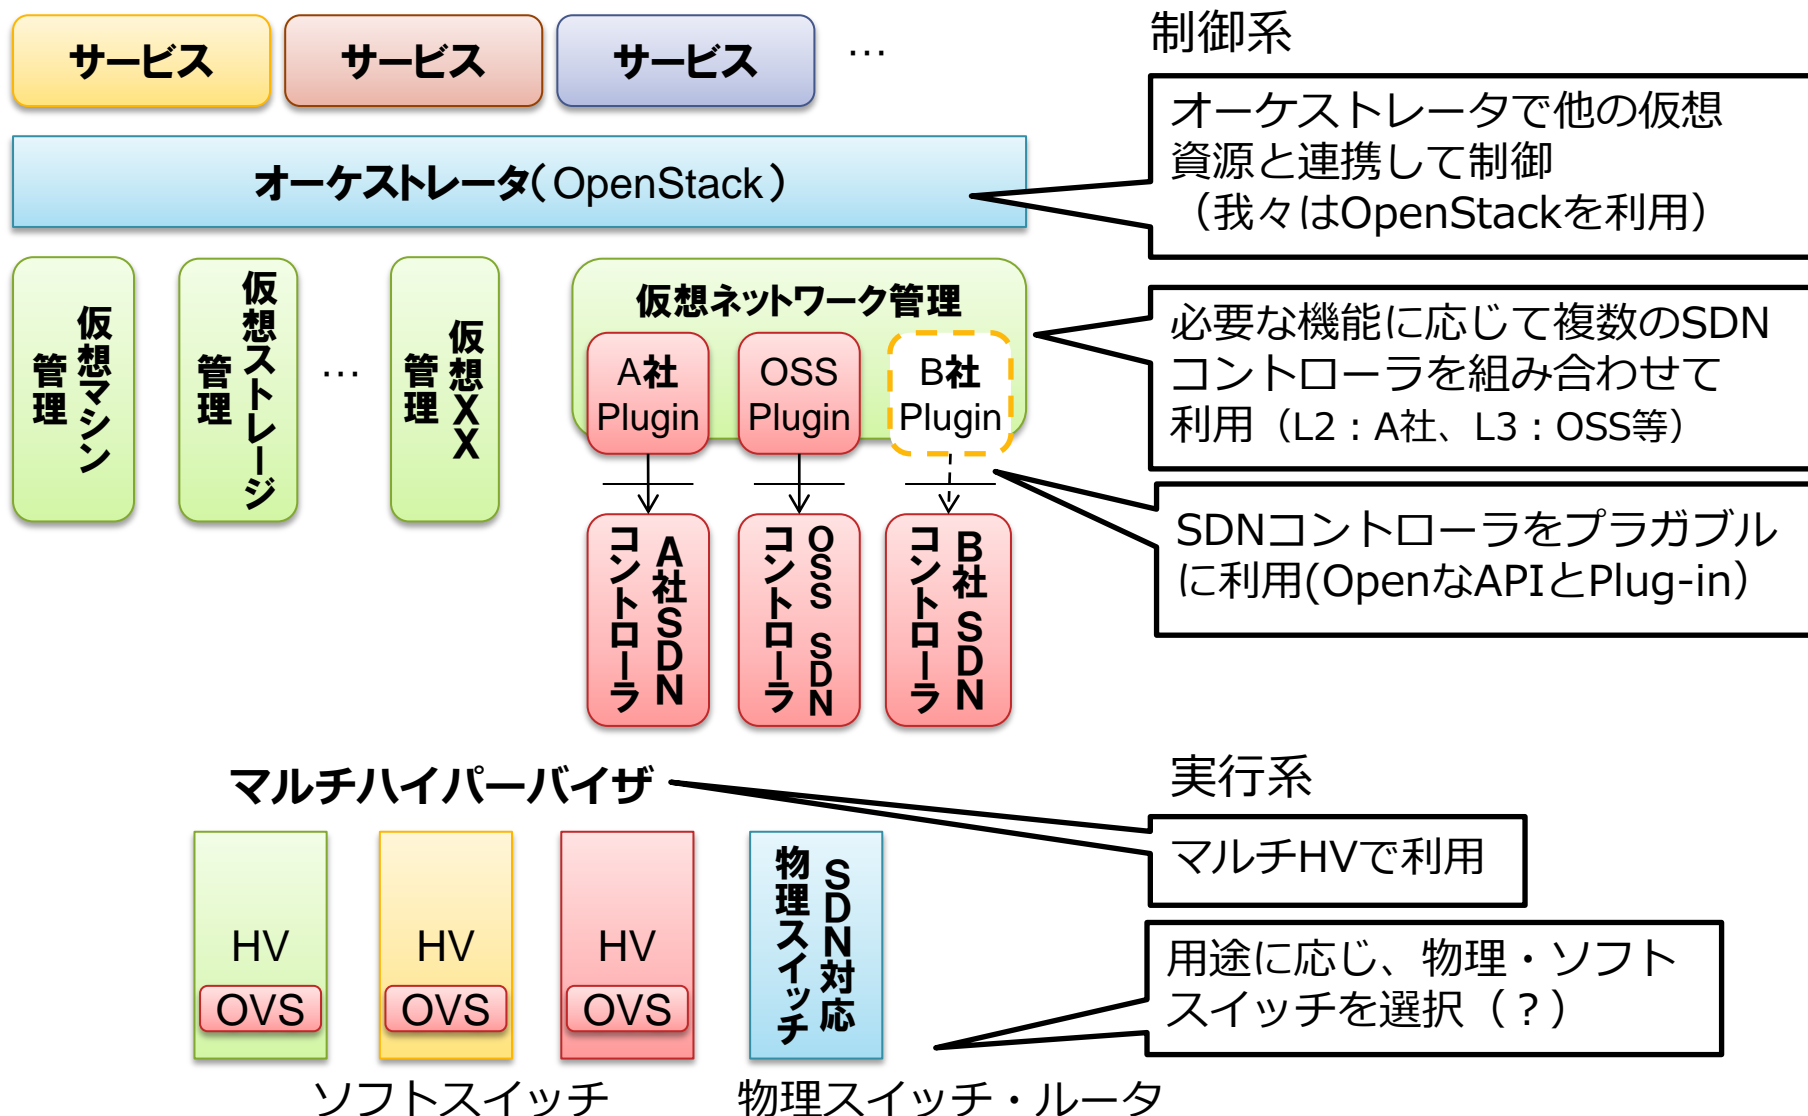 サービス
サービス
サービス
…
制御系
オーケストレータ(OpenStack)
オーケストレータで他の仮想
資源と連携して制御
（我々はOpenStackを利用）
仮想マシン
管理
仮想ストレージ
管理
…
仮想XX
管理
仮想ネットワーク管理
A社
Plugin
OSS
Plugin
B社
Plugin
必要な機能に応じて複数のSDN
コントローラを組み合わせて
利用（L2：A社、L3：OSS等）
SDNコントローラをプラガブル
に利用(OpenなAPIとPlug-in）
A社SDN
コントローラ
OSS SDN
コントローラ
B社 SDN
コントローラ
マルチハイパーバイザ
実行系
マルチHVで利用
HV
OVS
HV
OVS
HV
OVS
SDN対応
物理スイッチ
用途に応じ、物理・ソフト
スイッチを選択（？）
ソフトスイッチ
物理スイッチ・ルータ